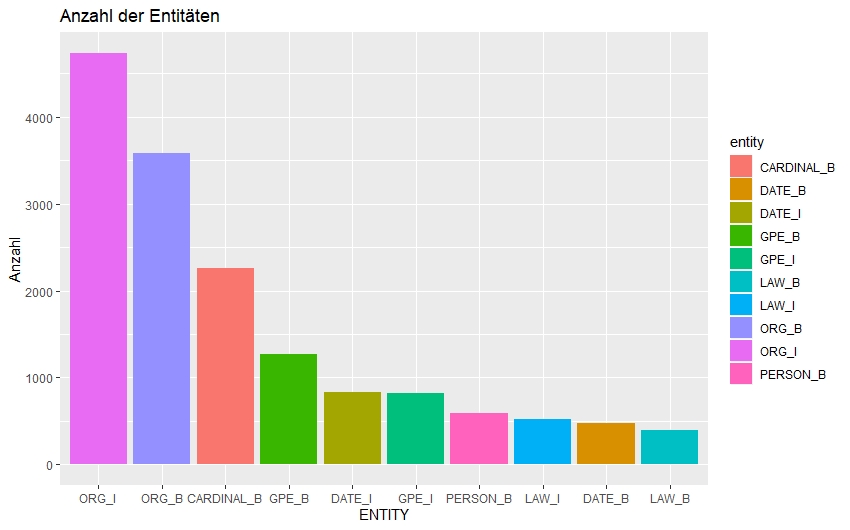 Anzahl der Entitäten
Anzahl
4000
3000
2000
1000
0
ORG_I ORG_B CARDINAL_B GPE_B DATE_I GPE_I PERSON_B LAW_I DATE_B LAW_B
ENTITY
entity
CARDINAL_B
DATE_B
DATE_I
GPE_B
GPE_I
LAW_B
LAW_I
ORG_B
ORG_I
PERSON_B